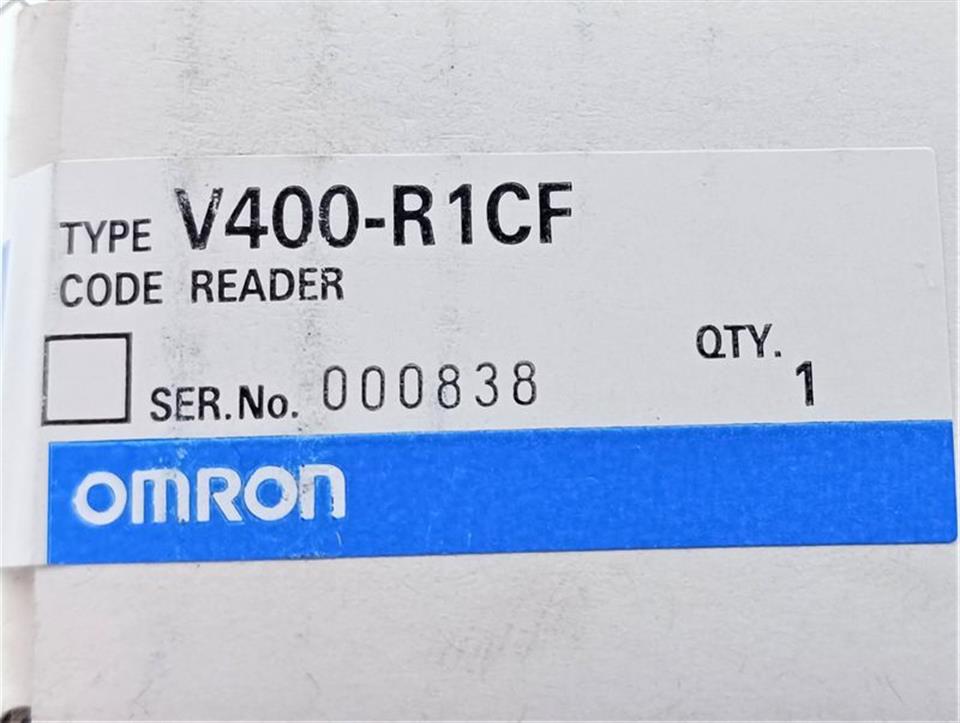 TYPE V400-R1CF
CODE READER
QTY.
SER.No. 000838 1
OMRON